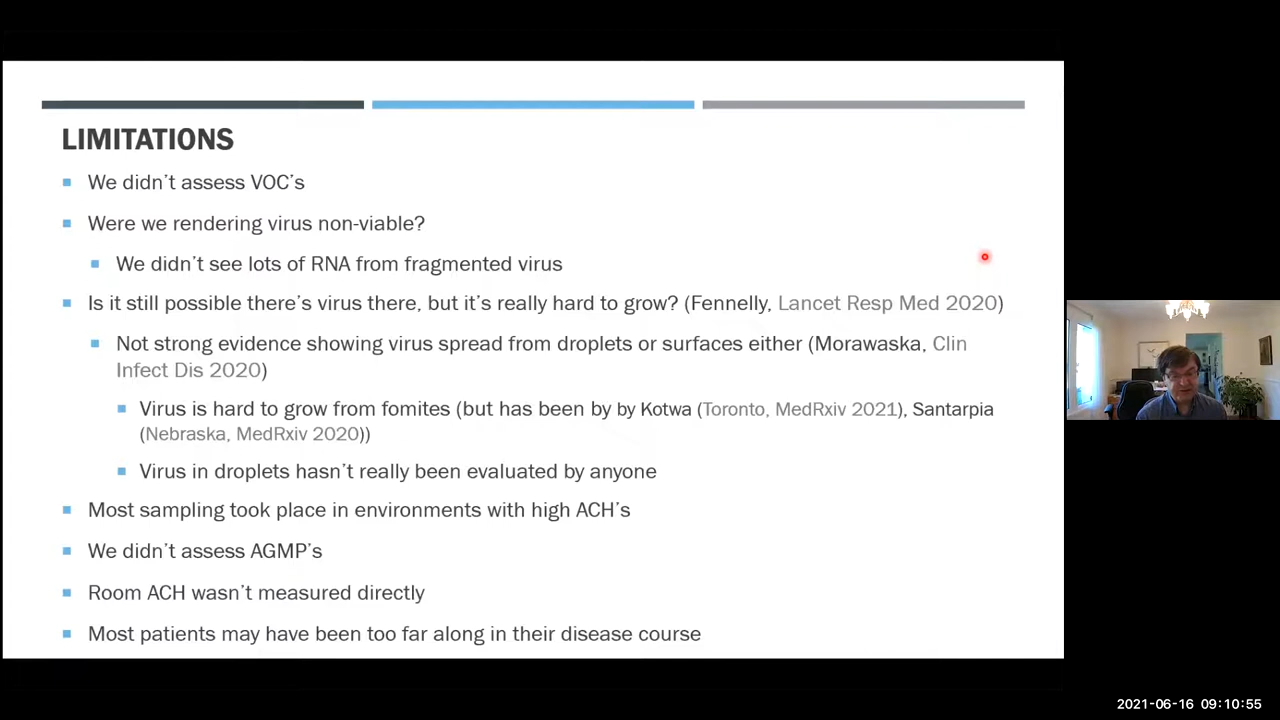 LIMITATIONS
We didn't assess VOC's
Were we rendering virus non-viable?
We didn't see lots of RNA from fragmented virus
Is it still possible there's virus there, but it's really hard to grow? (Fennelly, Lancet Resp Med 2020)
Not strong evidence showing virus spread from droplets or surfaces either (Morawaska, Clin
Infect Dis 2020)
Virus is hard to grow from fomites (but has been by by Kotwa (Toronto, MedRxiv 2021), Santarpia
(Nebraska, MedRxiv 2020))
Virus in droplets hasn't really been evaluated by anyone
Most sampling took place in environments with high ACH's
We didn't assess AGMP's
Room ACH wasn't measured directly
Most patients may have been too far along in their disease course
2021-06-16 09:10:55